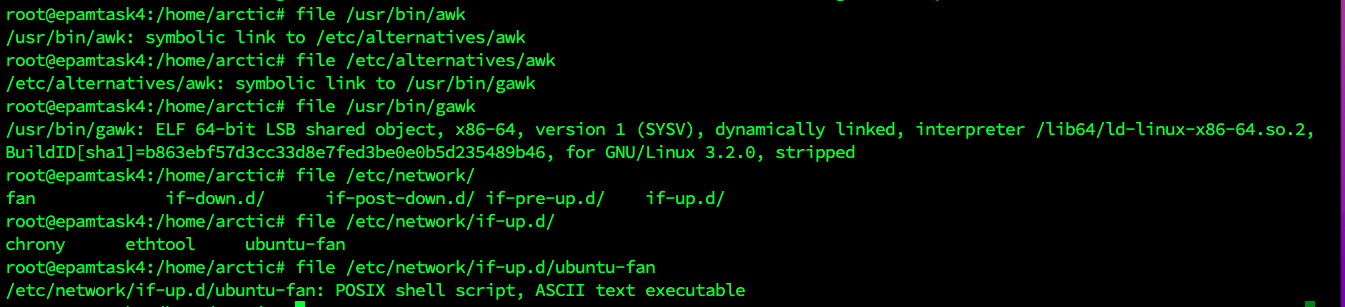 root@epamtask4:/home/arctic# file /usr/bin/awk
/usr/bin/awk: symbolic link to /etc/alternatives/awk
root@epamtask4:/home/arctic# file /etc/alternatives/awk
/etc/alternatives/awk: symbolic link to /usr/bin/gawk
root@epamtask4:/home/arctic# file /usr/bin/gawk
/usr/bin/gawk: ELF 64-bit LSB shared object, x86-64, version 1 (SYSV), dynamically linked, interpreter /lib64/ld-linux-x86-64.so.2,
BuildID[sha1]=b863ebf57d3cc33d8e7fed3be0e0b5d235489b46, for GNU/Linux 3.2.0, stripped
root@epamtask4:/home/arctic# file /etc/network/
fan             if-down.d/      if-post-down.d/ if-pre-up.d/    if-up.d/
root@epamtask4:/home/arctic# file /etc/network/if-up.d/
chrony      ethtool     ubuntu-fan
root@epamtask4:/home/arctic# file /etc/network/if-up.d/ubuntu-fan
/etc/network/if-up.d/ubuntu-fan: POSIX shell script, ASCII text executable